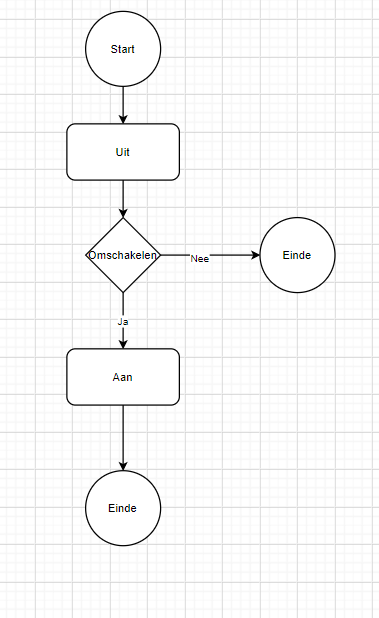 Start
Uit
Omschakelen
Nee
Einde
Ja
Aan
Einde